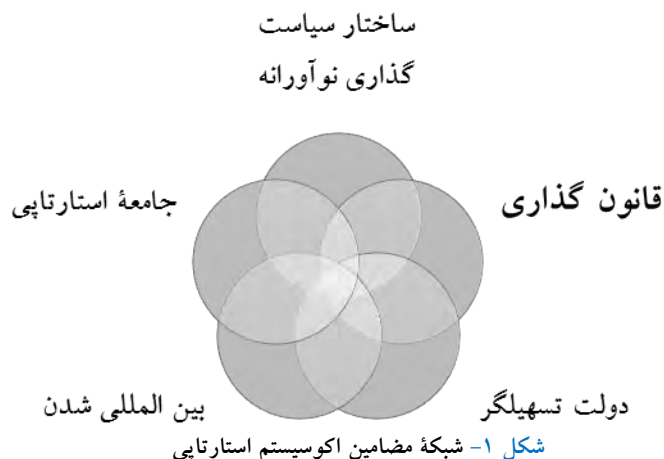 ساختار سیاست
گذاری نوآورانه
قانون گذاری
جامعهٔ استارتاپی
دولت تسهیلگر
بین المللی شدن
شکل ۱- شبکهٔ مضامین اکوسیستم استارتاپی